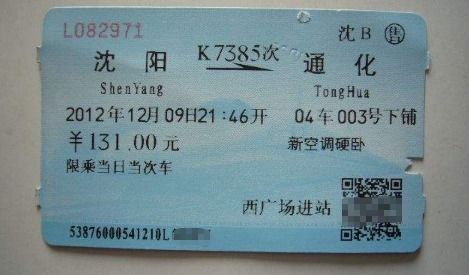 L082971 沈B 售
沈阳 K7385次 通化
ShenYang TongHua
2012年12月09日21:46开 04车003号下铺
￥131.00元 新空调硬卧
限乘当日当次车
西广场进站
53876000541210L